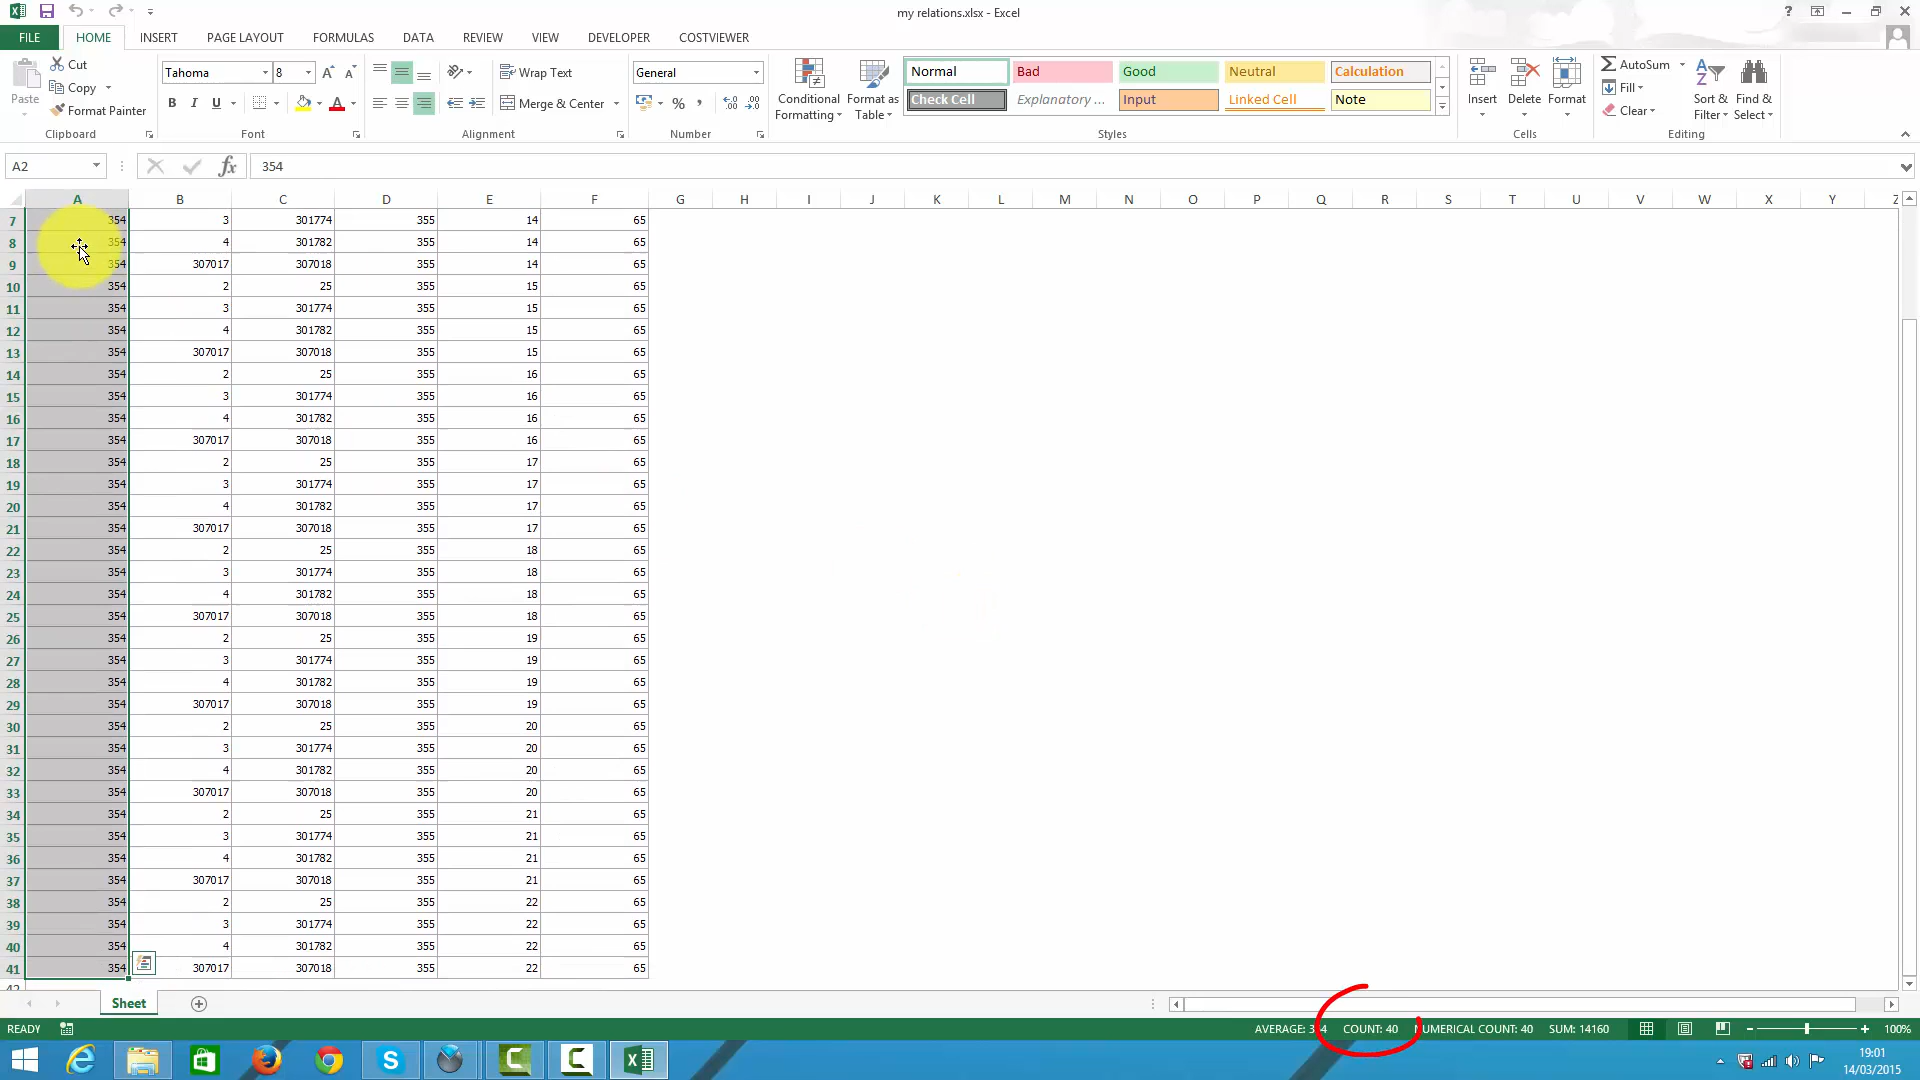 my relations.xlsx - Excel
FILE HOME INSERT PAGE LAYOUT FORMULAS DATA REVIEW VIEW DEVELOPER COSTVIEWER
Paste
Cut
Copy
Format Painter
Clipboard
Tahoma 8
B I U
Font
Wrap Text
Merge & Center
Alignment
General
%
Number
Conditional Formatting
Format as Table
Normal Bad Good Neutral Calculation
Check Cell Explanatory ... Input Linked Cell Note
Styles
Insert Delete Format
Cells
AutoSum
Fill
Clear
Sort & Filter
Find & Select
Editing
A2 fx 354
A B C D E F G H I J K L M N O P Q R S T U V W X Y Z
7 354 3 301774 355 14 65
8 354 4 301782 355 14 65
9 354 307017 307018 355 14 65
10 354 2 25 355 15 65
11 354 3 301774 355 15 65
12 354 4 301782 355 15 65
13 354 307017 307018 355 15 65
14 354 2 25 355 16 65
15 354 3 301774 355 16 65
16 354 4 301782 355 16 65
17 354 307017 307018 355 16 65
18 354 2 25 355 17 65
19 354 3 301774 355 17 65
20 354 4 301782 355 17 65
21 354 307017 307018 355 17 65
22 354 2 25 355 18 65
23 354 3 301774 355 18 65
24 354 4 301782 355 18 65
25 354 307017 307018 355 18 65
26 354 2 25 355 19 65
27 354 3 301774 355 19 65
28 354 4 301782 355 19 65
29 354 307017 307018 355 19 65
30 354 2 25 355 20 65
31 354 3 301774 355 20 65
32 354 4 301782 355 20 65
33 354 307017 307018 355 20 65
34 354 2 25 355 21 65
35 354 3 301774 355 21 65
36 354 4 301782 355 21 65
37 354 307017 307018 355 21 65
38 354 2 25 355 22 65
39 354 3 301774 355 22 65
40 354 4 301782 355 22 65
41 354 307017 307018 355 22 65
42
Sheet
READY AVERAGE: 354 COUNT: 40 NUMERICAL COUNT: 40 SUM: 14160 100%
19:01
14/03/2015